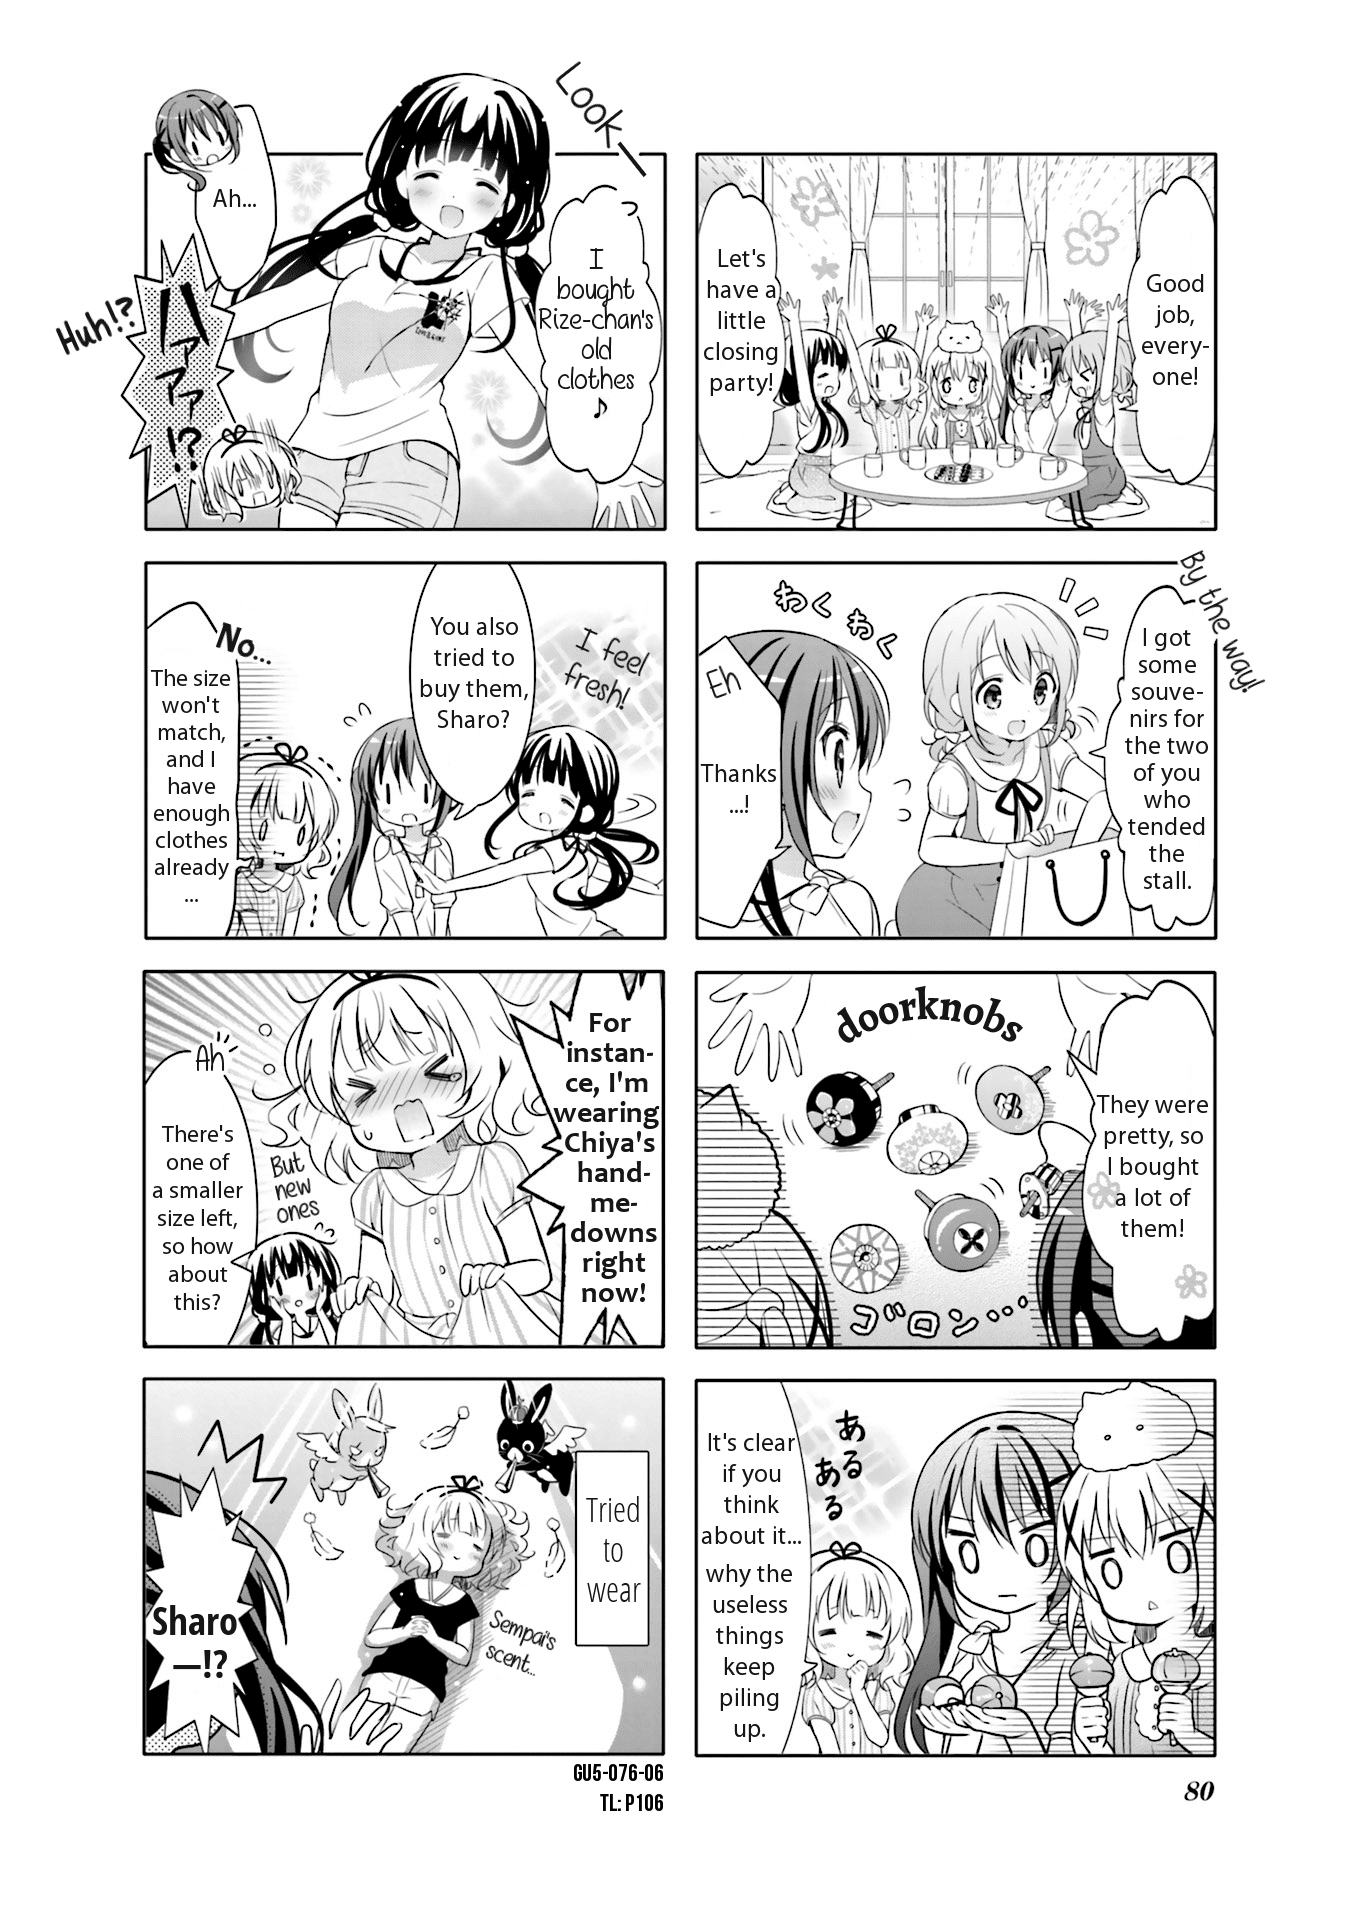 Good
job,
every-
one!
Let's
have a
little
closing
party!
By the way!
I got
some
souve-
nirs for
the two
of you
who
tended
the
stall.
わくわく
Eh
Thanks
...!
They were
pretty, so
I bought
a lot of
them!
doorknobs
ゴロン…
あるある
It's clear
if you
think
about it...
why the
useless
things
keep
piling
up.
Look
I
bought
Rize-chan's
old
clothes
♪
Ah...
Huh!?
ハァァァ!?
I feel
fresh!
You also
tried to
buy them,
Sharo?
No...
The size
won't
match,
and I
have
enough
clothes
already
...
For
instan-
ce, I'm
wearing
Chiya's
hand-
me-
downs
right
now!
But
new
ones
Ah
There's
one of
a smaller
size left,
so how
about
this?
Tried
to
wear
Sempai's
scent...
Sharo
—!?
GU5-076-06
TL: P106
80